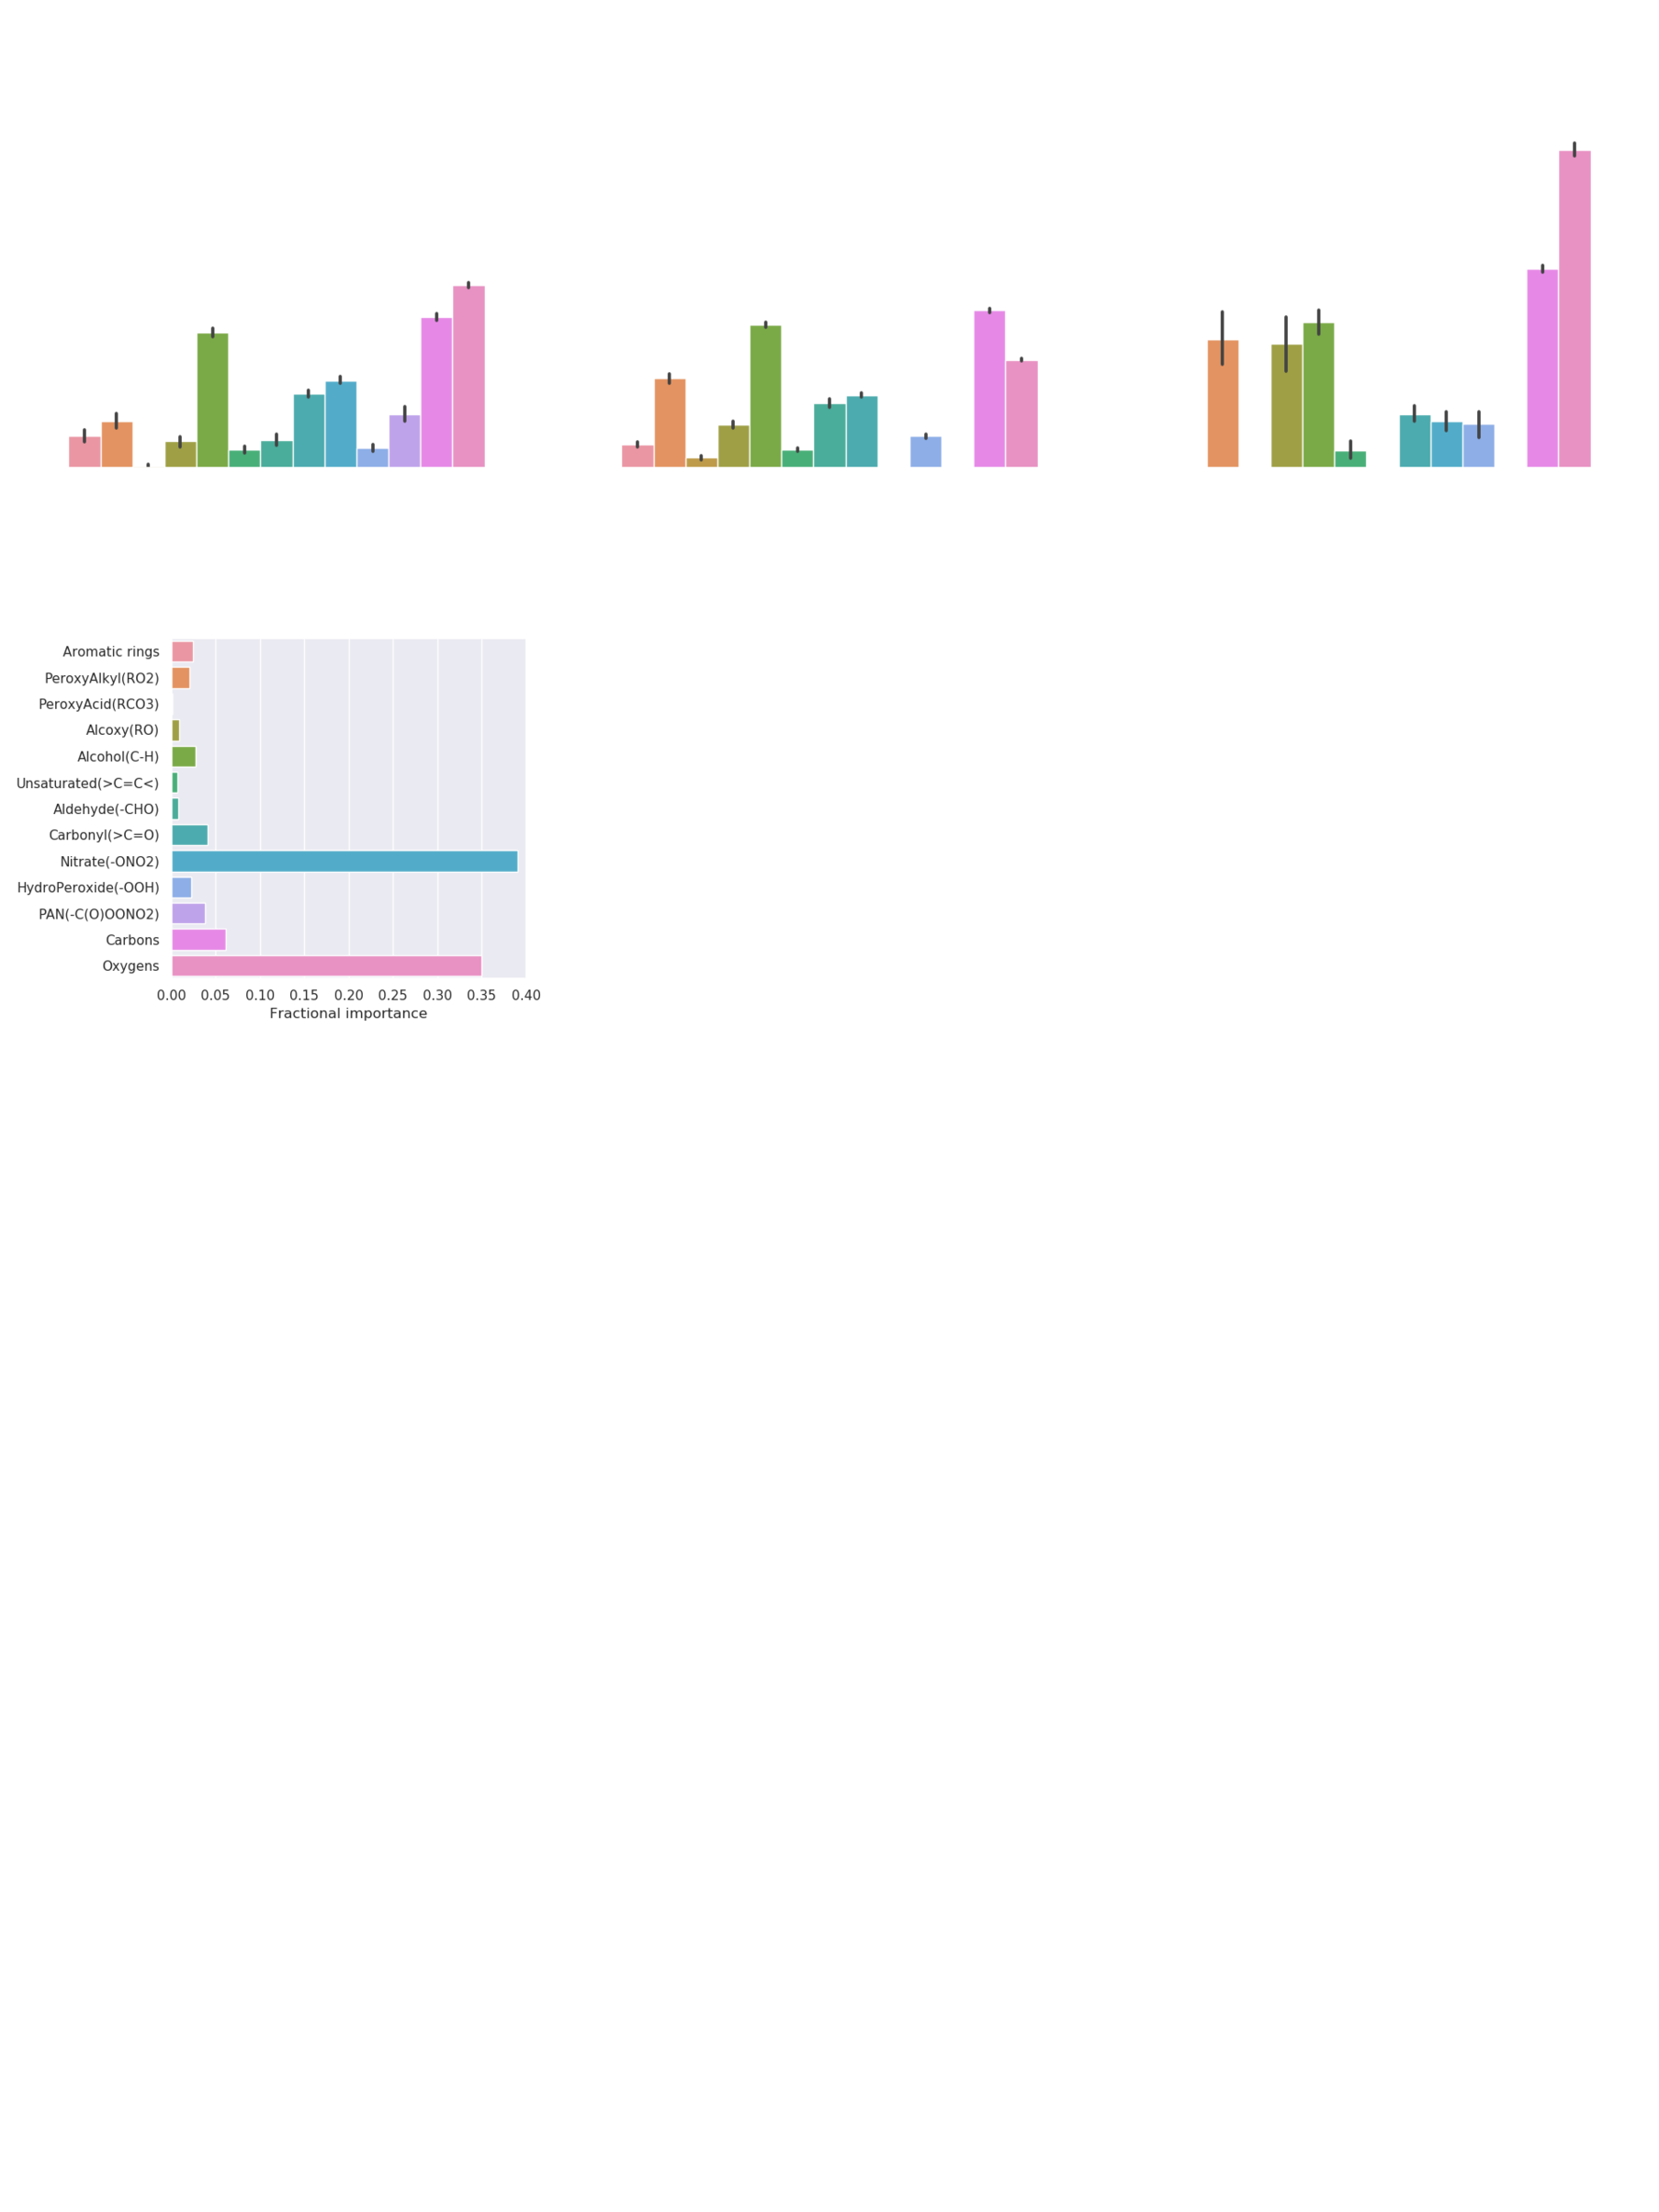 Aromatic rings
PeroxyAlkyl(RO2)
PeroxyAcid(RCO3)
Alcoxy(RO)
Alcohol(C-H)
Unsaturated(>C=C<)
Aldehyde(-CHO)
Carbonyl(>C=O)
Nitrate(-ONO2)
HydroPeroxide(-OOH)
PAN(-C(O)OONO2)
Carbons
Oxygens
0.00 0.05 0.10 0.15 0.20 0.25 0.30 0.35 0.40
Fractional importance